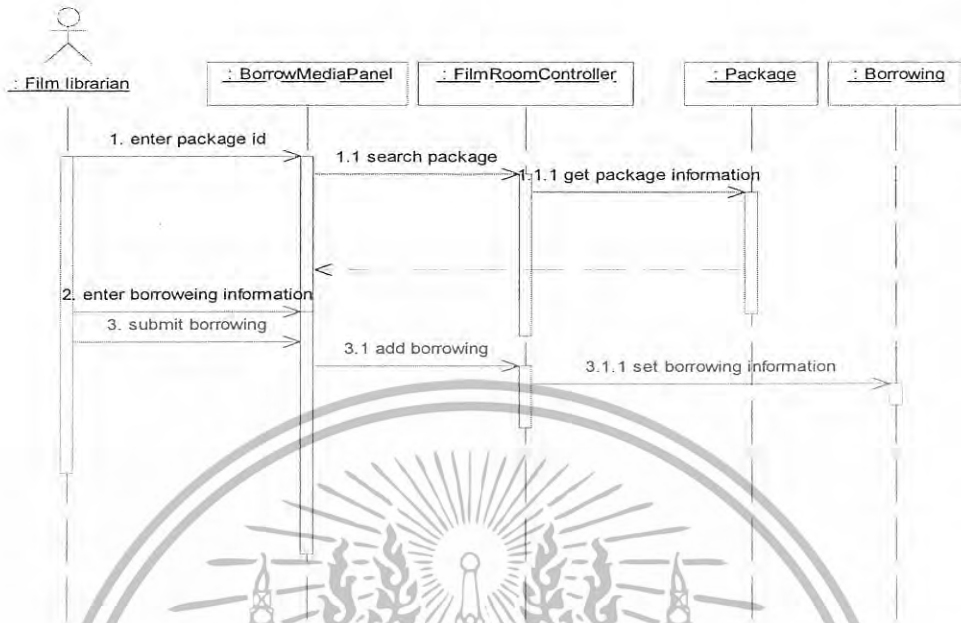 : Film librarian
: BorrowMediaPanel
: FilmRoomController
: Package
: Borrowing
1. enter package id
1.1 search package
1.1.1 get package information
2. enter borroweing information
3. submit borrowing
3.1 add borrowing
3.1.1 set borrowing information